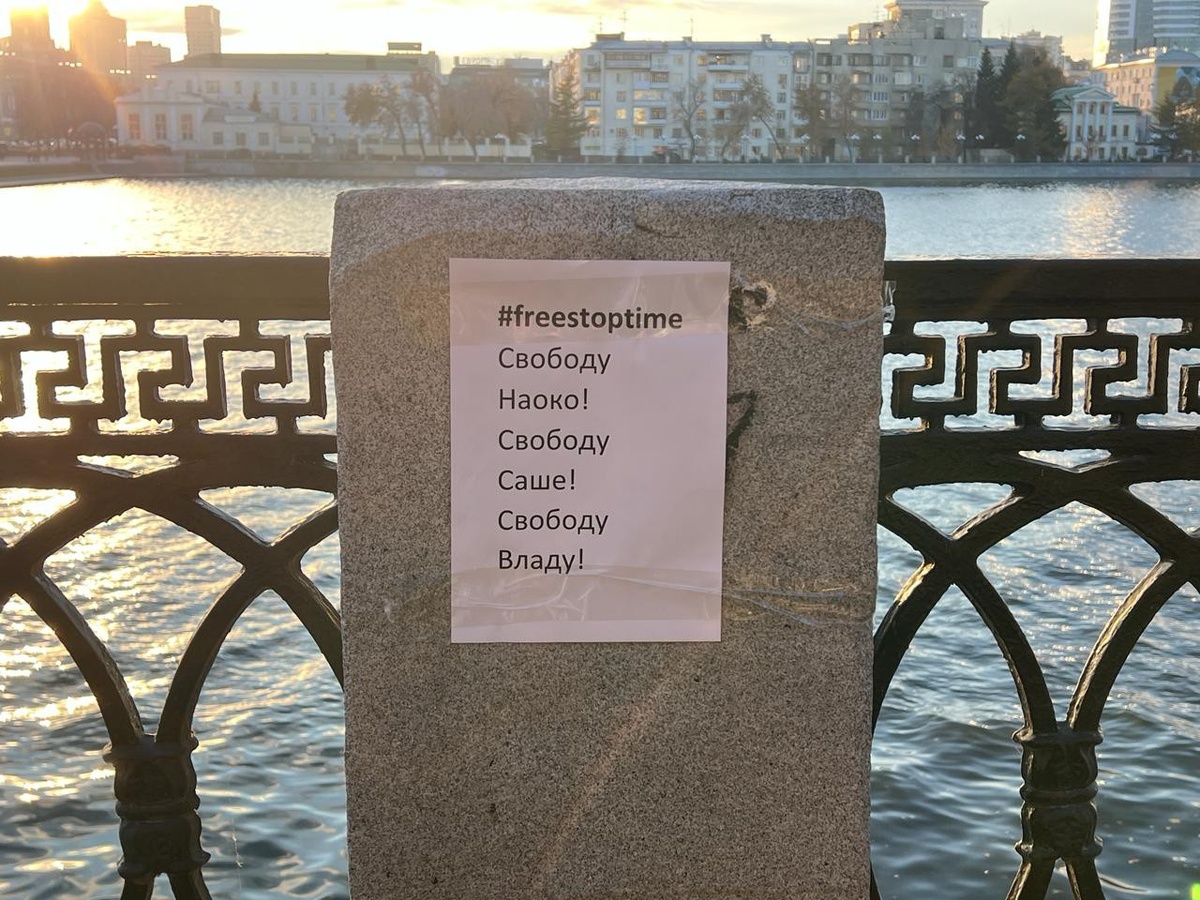 #freestoptime
Свободу
Наоко!
Свободу
Саше!
Свободу
Владу!